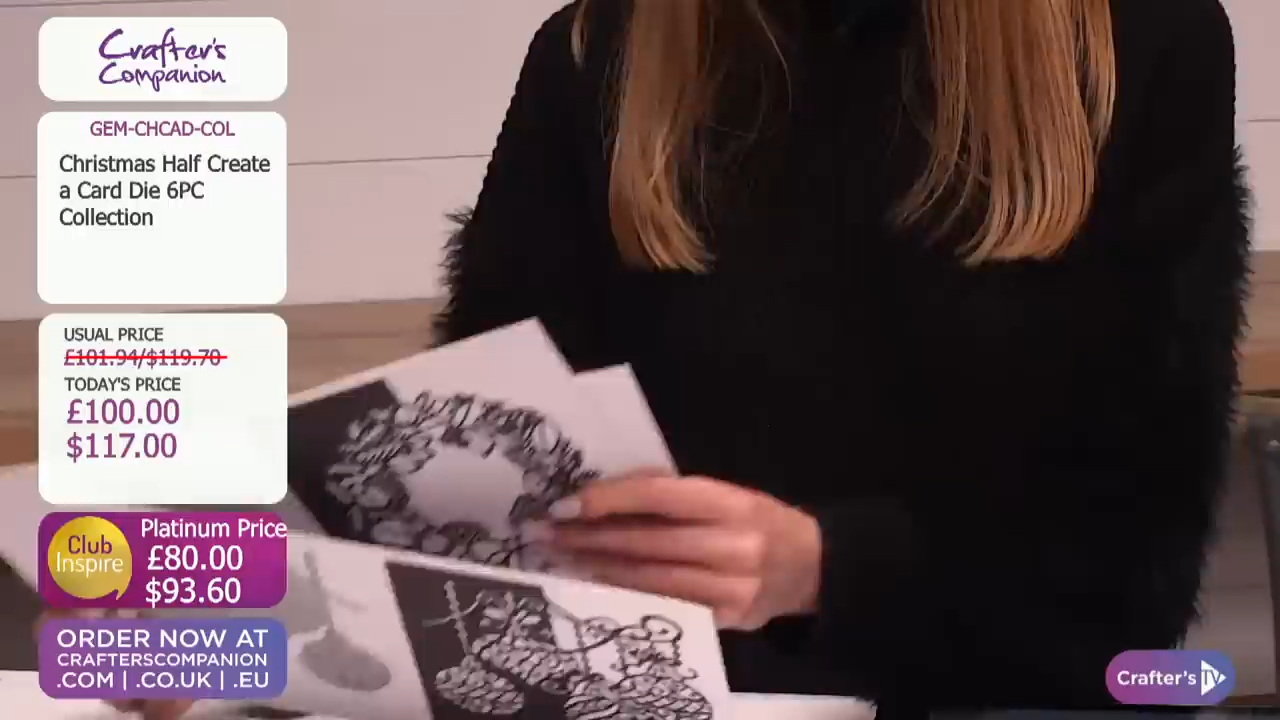 Crafter's
Companion
GEM-CHCAD-COL
Christmas Half Create
a Card Die 6PC
Collection
USUAL PRICE
£101.94/$119.70
TODAY'S PRICE
£100.00
$117.00
Club
Inspire
Platinum Price
£80.00
$93.60
ORDER NOW AT
CRAFTERSCOMPANION
.COM | .CO.UK | .EU
Crafter's TV